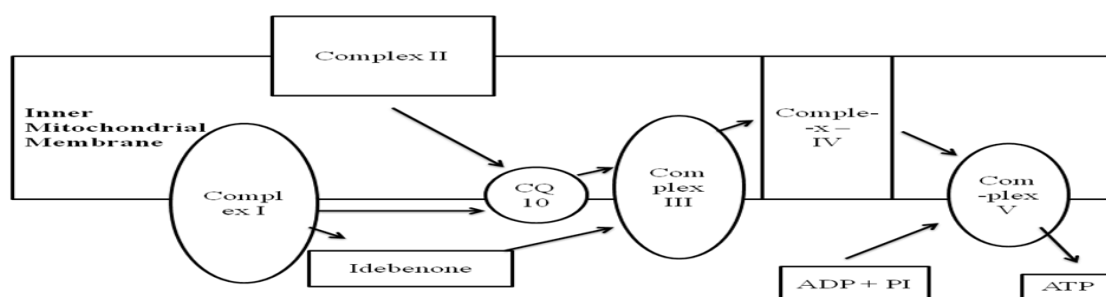 Complex II
Inner
Mitochondrial
Membrane
Compl
ex I
CQ
10
Com
plex
III
Comple-
-x –
IV
Com
-plex
V
Idebenone
ADP + PI
ATP